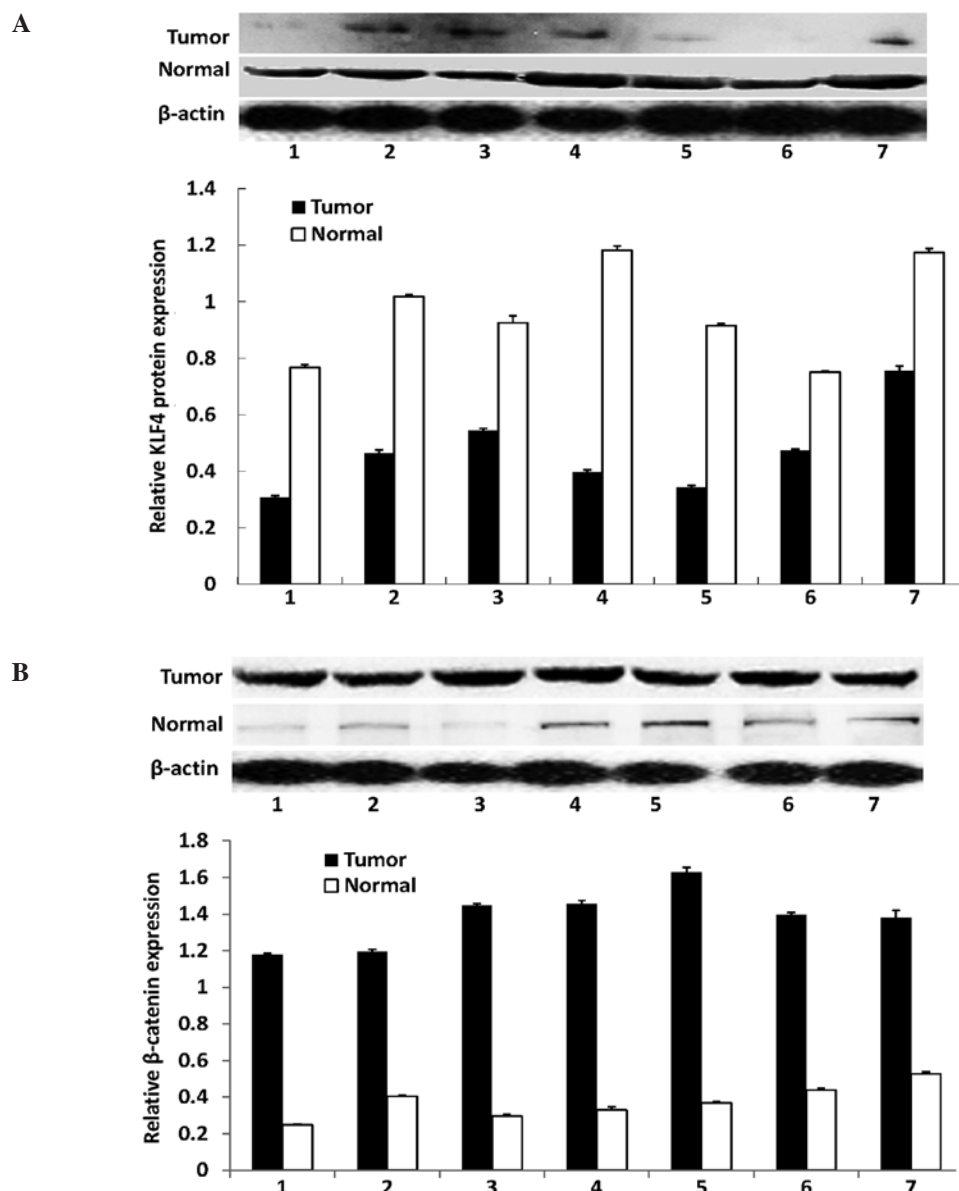 A
Tumor
Normal
β-actin
1 2 3 4 5 6 7
Relative KLF4 protein expression
1.4
1.2
1
0.8
0.6
0.4
0.2
0
Tumor
Normal
1 2 3 4 5 6 7
B
Tumor
Normal
β-actin
1 2 3 4 5 6 7
Relative β-catenin expression
1.8
1.6
1.4
1.2
1
0.8
0.6
0.4
0.2
0
Tumor
Normal
1 2 3 4 5 6 7